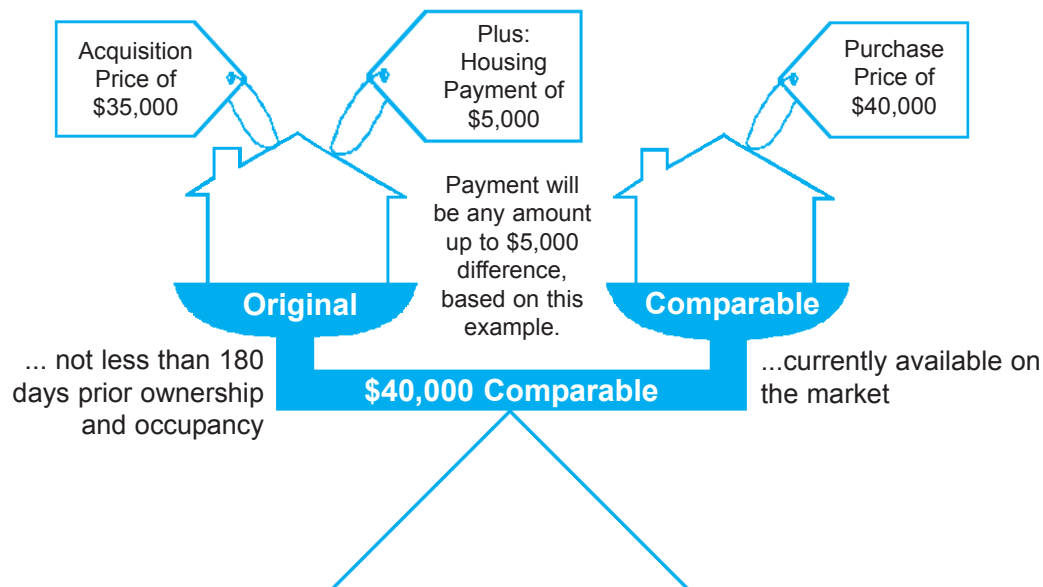 Acquisition
Price of
$35,000
Plus:
Housing
Payment of
$5,000
Purchase
Price of
$40,000
Payment will
be any amount
up to $5,000
difference,
based on this
example.
Original
Comparable
... not less than 180
days prior ownership
and occupancy
$40,000 Comparable
...currently available on
the market